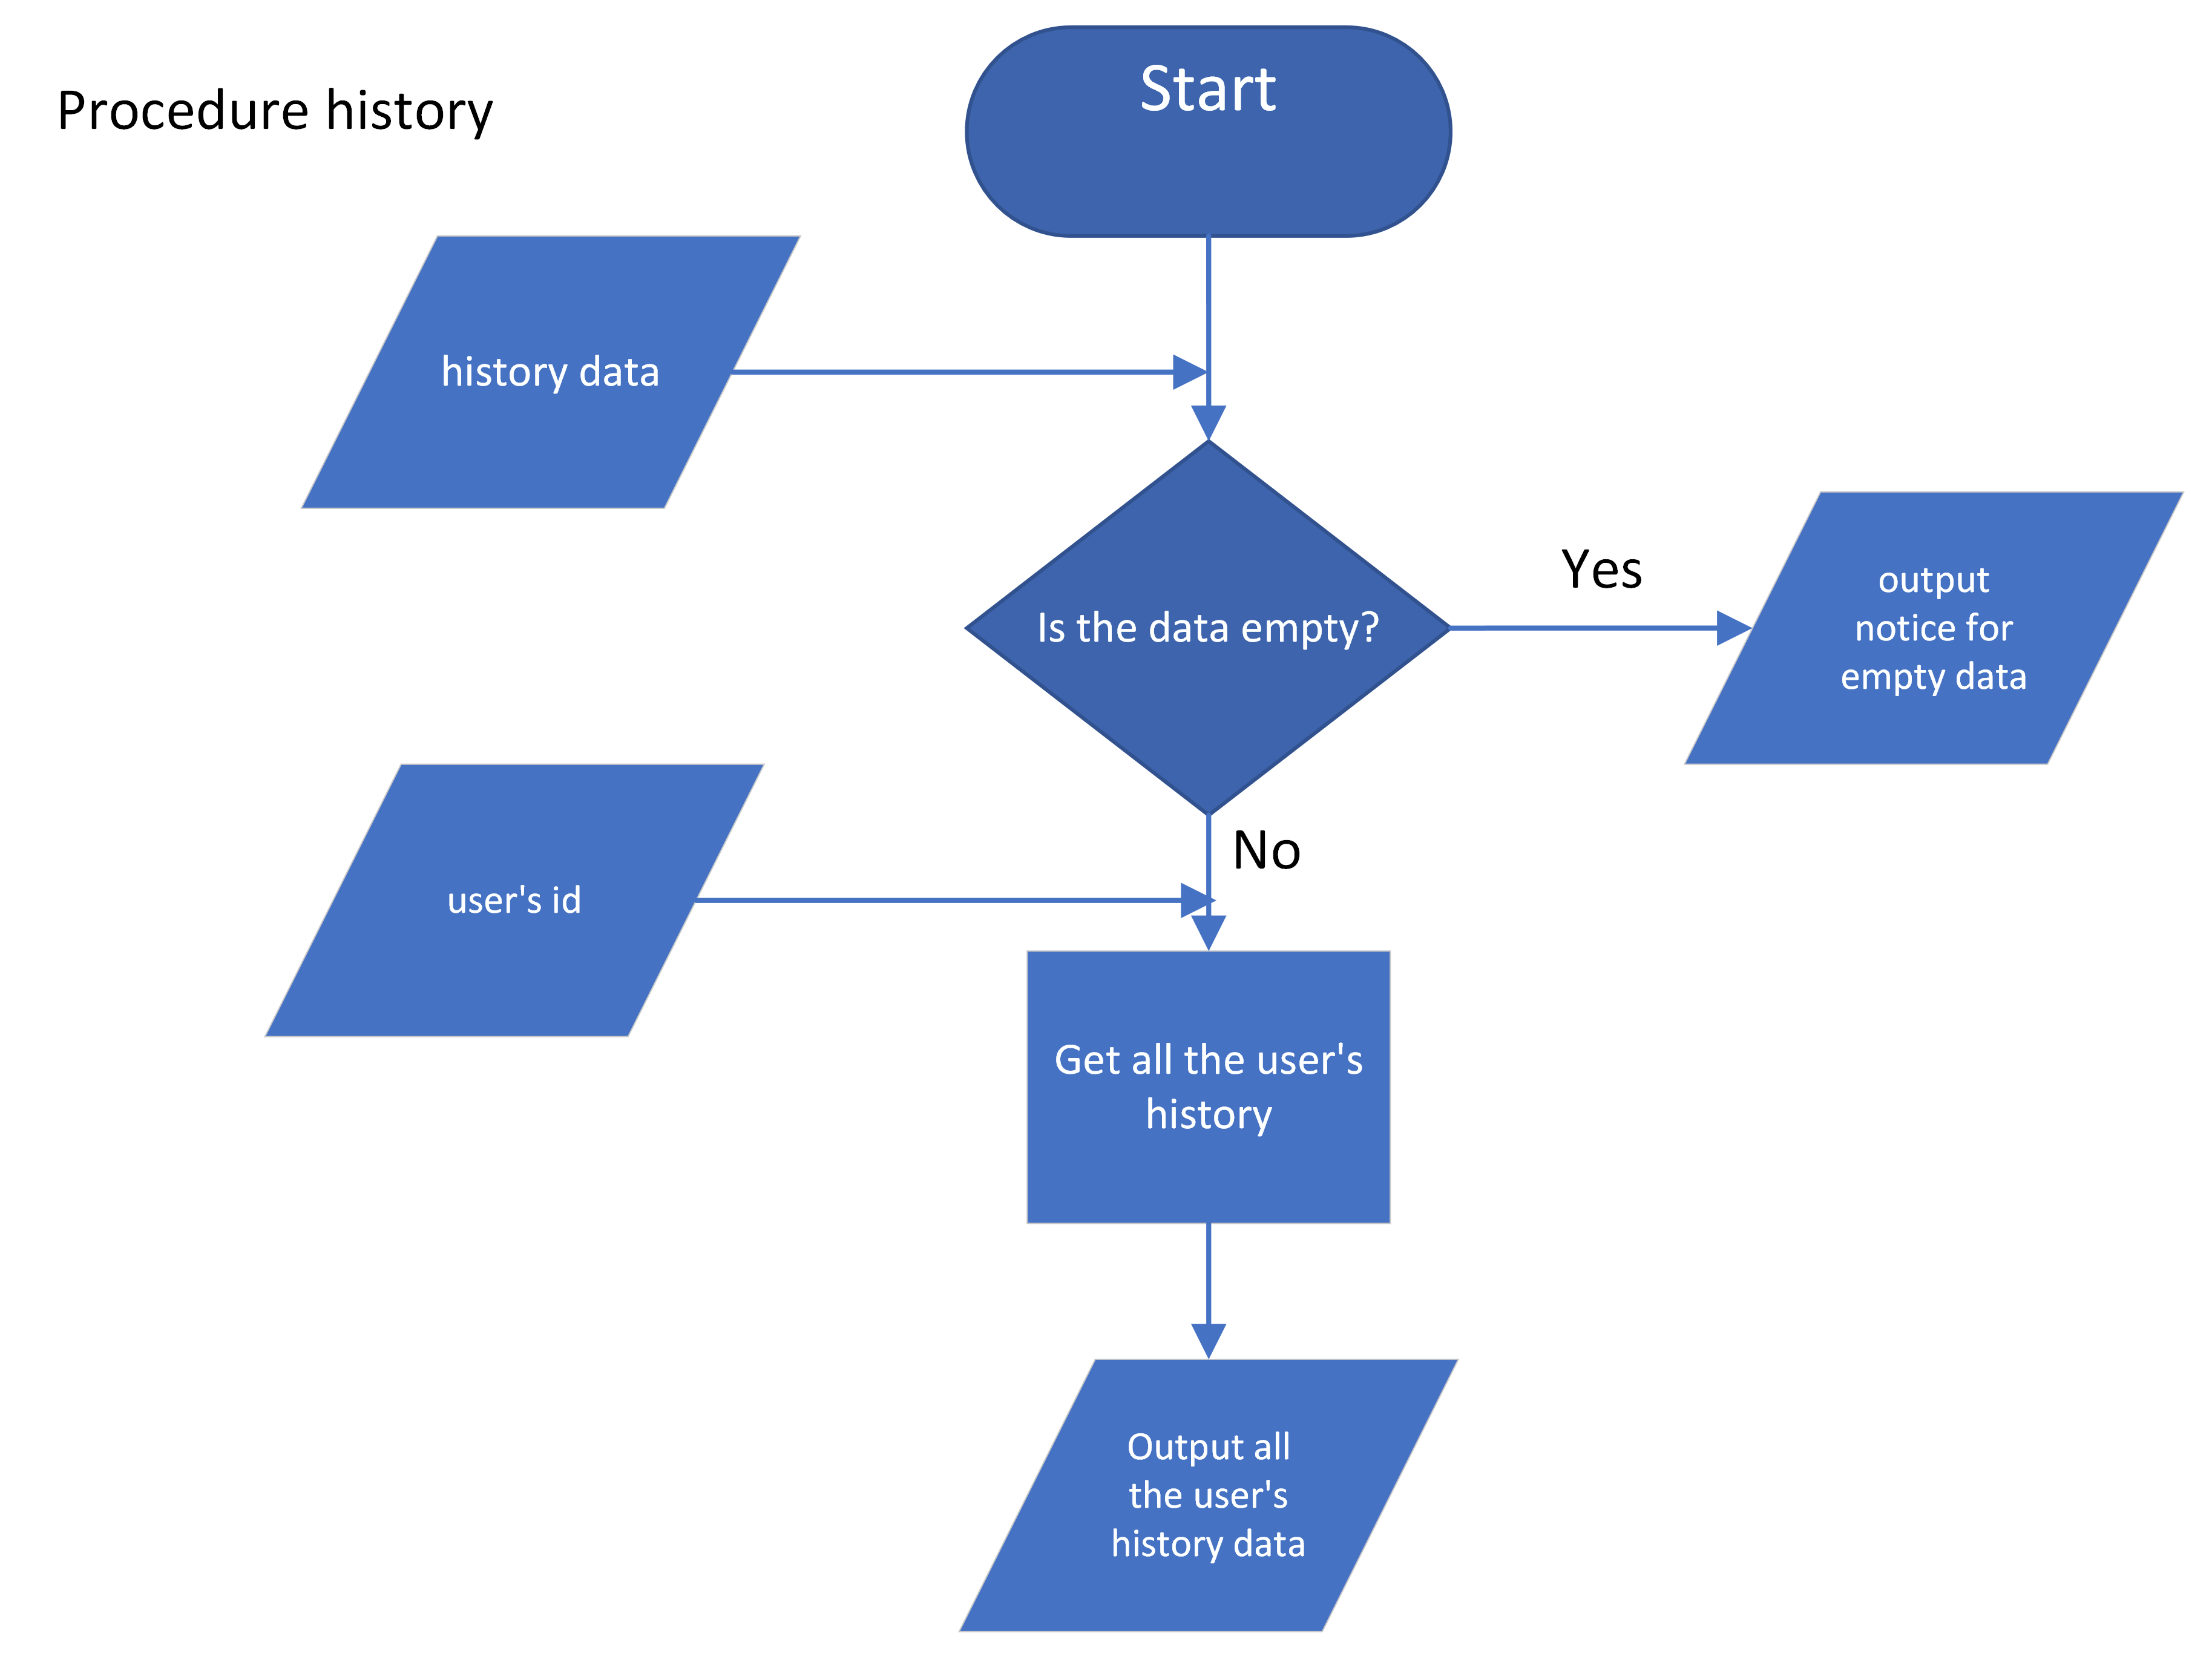 Procedure history
Start
history data
Is the data empty?
Yes
output
notice for
empty data
No
user's id
Get all the user's
history
Output all
the user's
history data